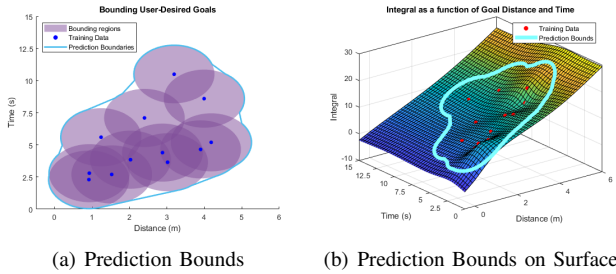 Bounding User-Desired Goals
Bounding regions
Training Data
Prediction Boundaries
15
12.5
10
7.5
5
2.5
0
Time (s)
0
1
2
3
4
5
6
Distance (m)
(a) Prediction Bounds
Integral as a function of Goal Distance and Time
Training Data
Prediction Bounds
30
20
10
0
-10
Integral
15
12.5
10
7.5
5
2.5
0
Time (s)
0
2
4
6
Distance (m)
(b) Prediction Bounds on Surface